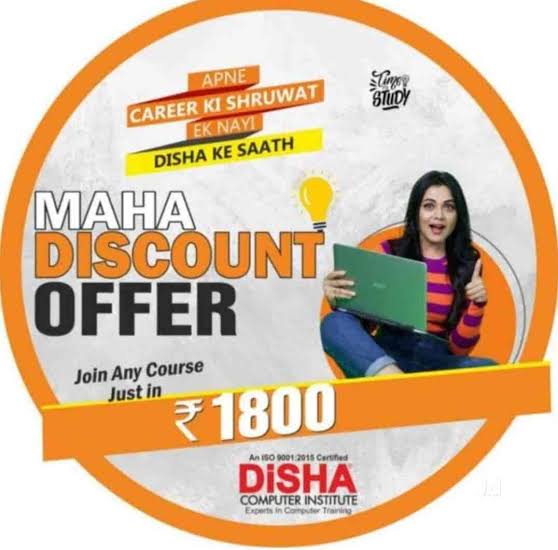 APNE
CAREER KI SHRUWAT
EK NAYI
DISHA KE SAATH
Time
to
STUDY
MAHA
DISCOUNT
OFFER
Join Any Course
Just in
₹ 1800
An ISO 9001:2015 Certified
DiSHA
COMPUTER INSTITUTE
Experts In Computer Training